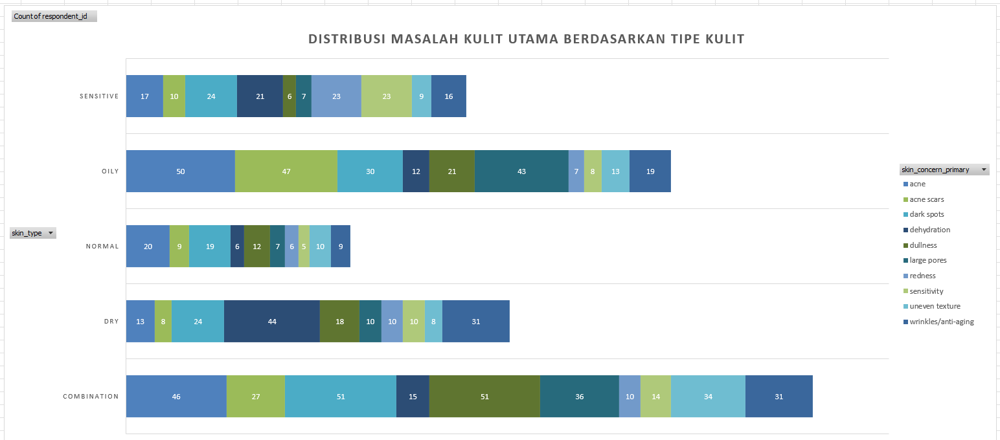 Count of respondent_id
DISTRIBUSI MASALAH KULIT UTAMA BERDASARKAN TIPE KULIT
SENSITIVE
17 10 24 21 6 7 23 23 9 16
OILY
50 47 30 12 21 43 7 8 13 19
skin_type
NORMAL
20 9 19 6 12 7 6 5 10 9
DRY
13 8 24 44 18 10 10 10 8 31
COMBINATION
46 27 51 15 51 36 10 14 34 31
skin_concern_primary
acne
acne scars
dark spots
dehydration
dullness
large pores
redness
sensitivity
uneven texture
wrinkles/anti-aging